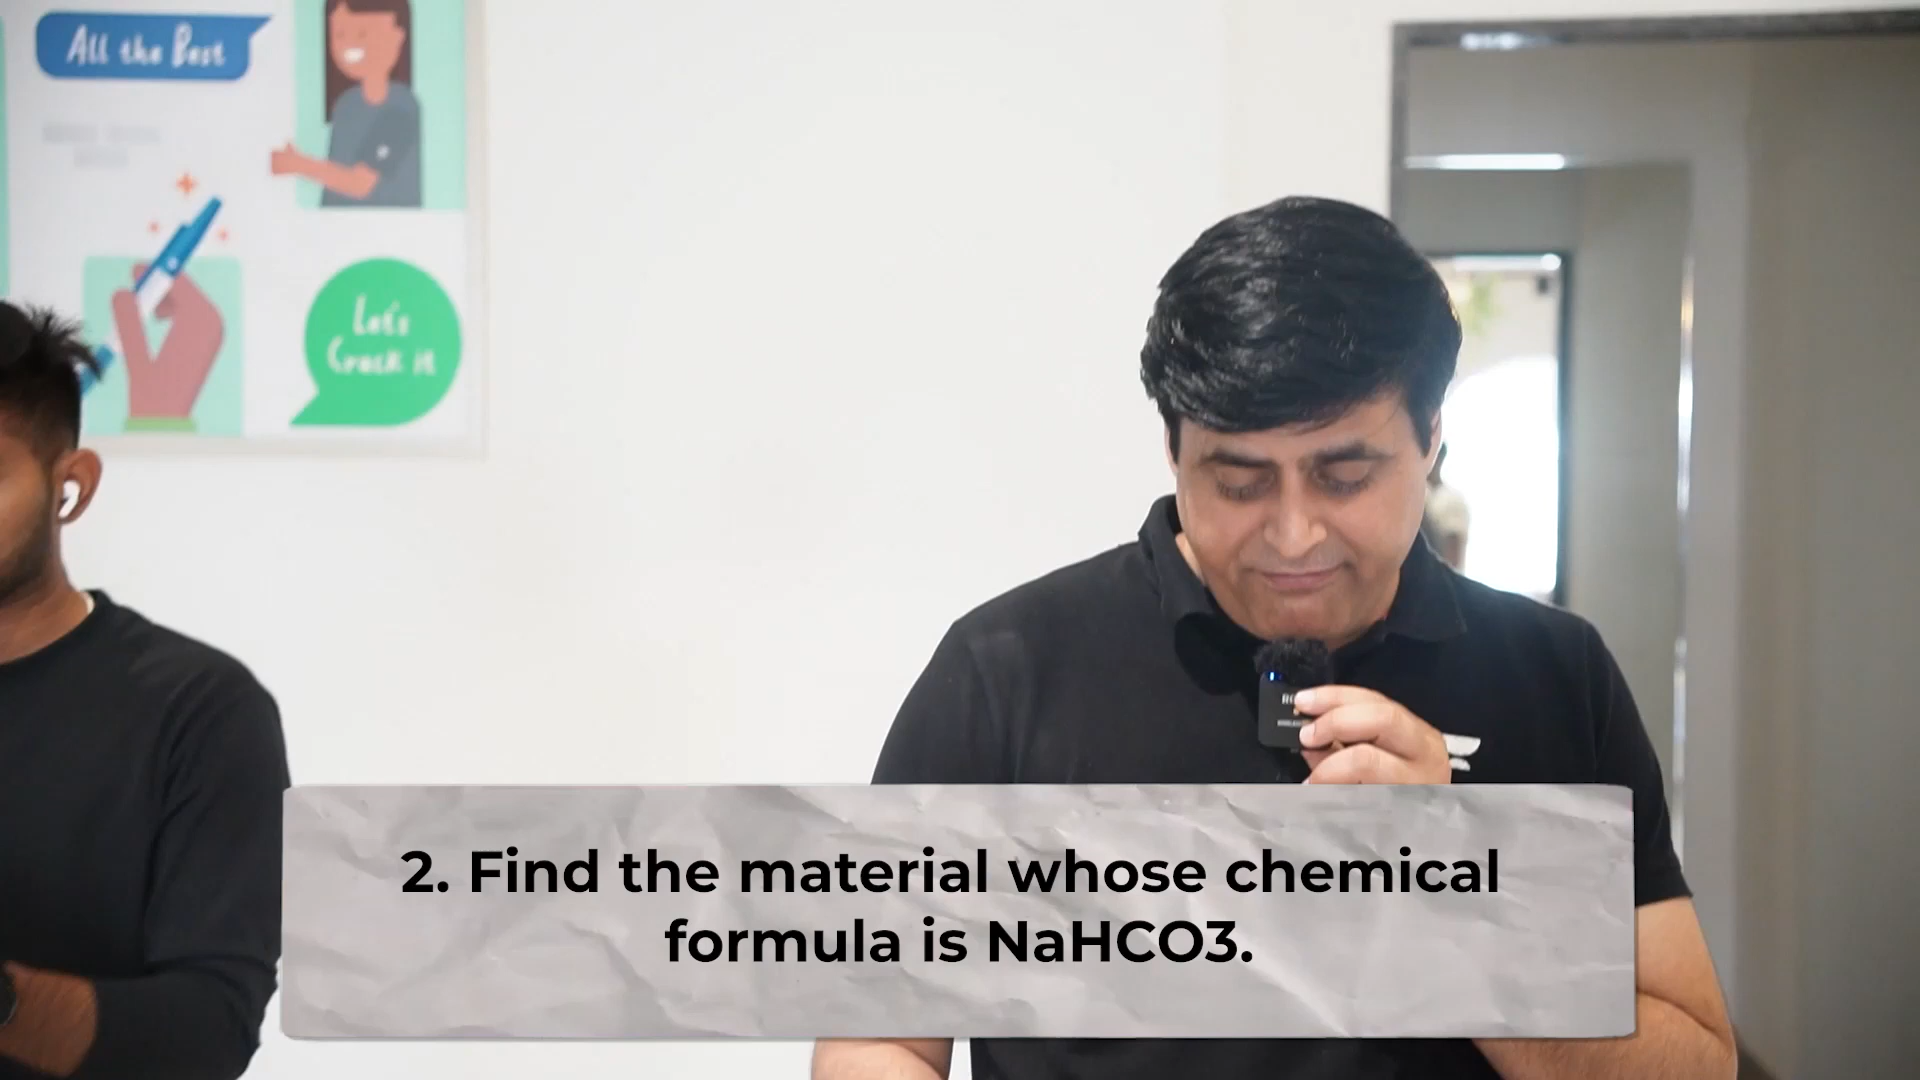 All the Best
Let's
Crack it
2. Find the material whose chemical
formula is NaHCO3.